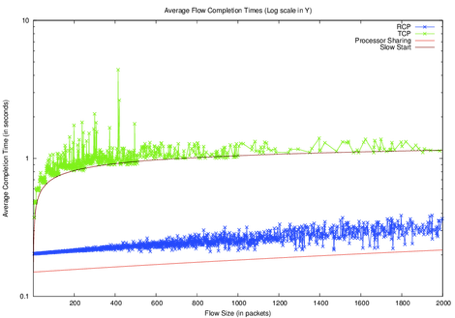 Average Flow Completion Times (Log scale in Y)
10
RCP
TCP
Processor Sharing
Slow Start
Average Completion Time (in seconds)
1
0.1
200 400 600 800 1000 1200 1400 1600 1800 2000
Flow Size (in packets)